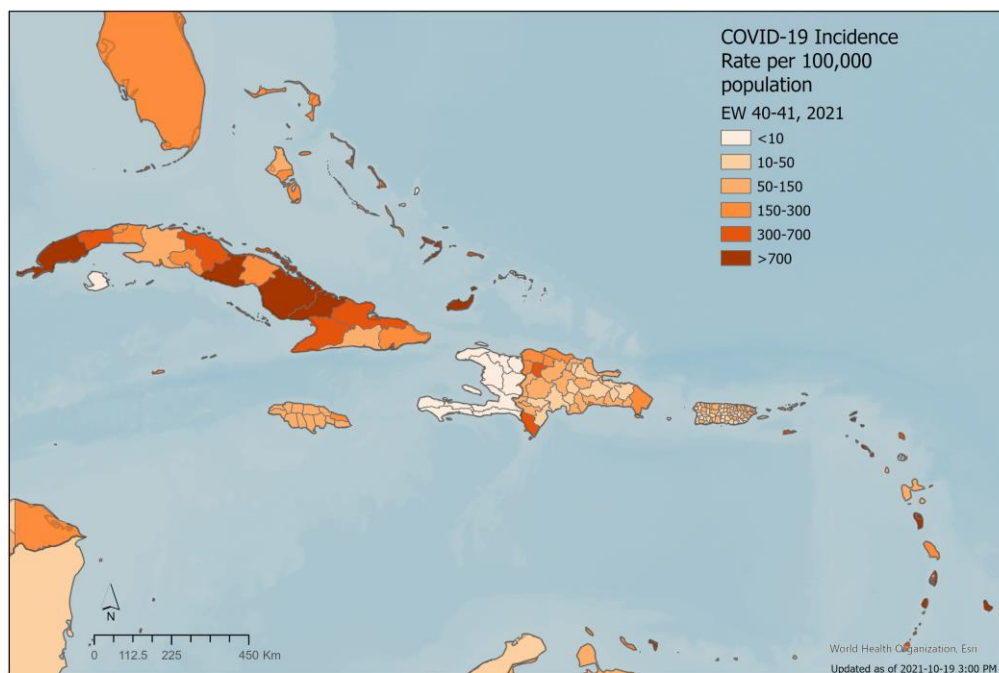 COVID-19 Incidence
Rate per 100,000
population
EW 40-41, 2021
<10
10-50
50-150
150-300
300-700
>700
N
0 112.5 225 450 Km
World Health Organization, Esri
Updated as of 2021-10-19 3:00 PM